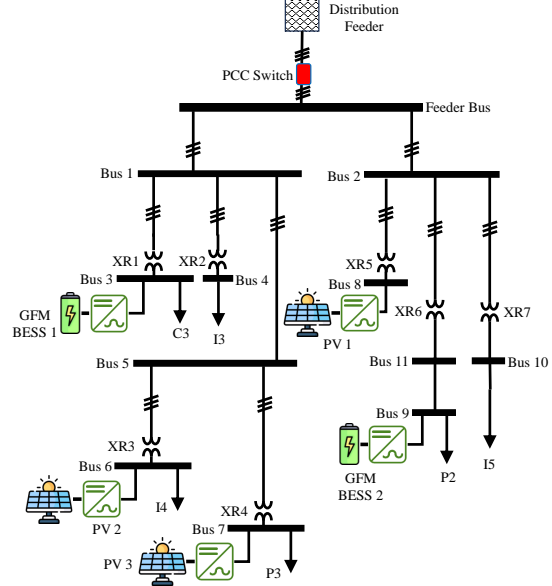 Distribution
Feeder
PCC Switch
Feeder Bus
Bus 1
Bus 2
XR1
XR2
XR5
Bus 3
Bus 4
Bus 8
GFM
BESS 1
C3
I3
XR6
XR7
PV 1
Bus 5
Bus 11
Bus 10
Bus 9
XR3
Bus 6
GFM
BESS 2
P2
I5
I4
XR4
PV 2
Bus 7
PV 3
P3